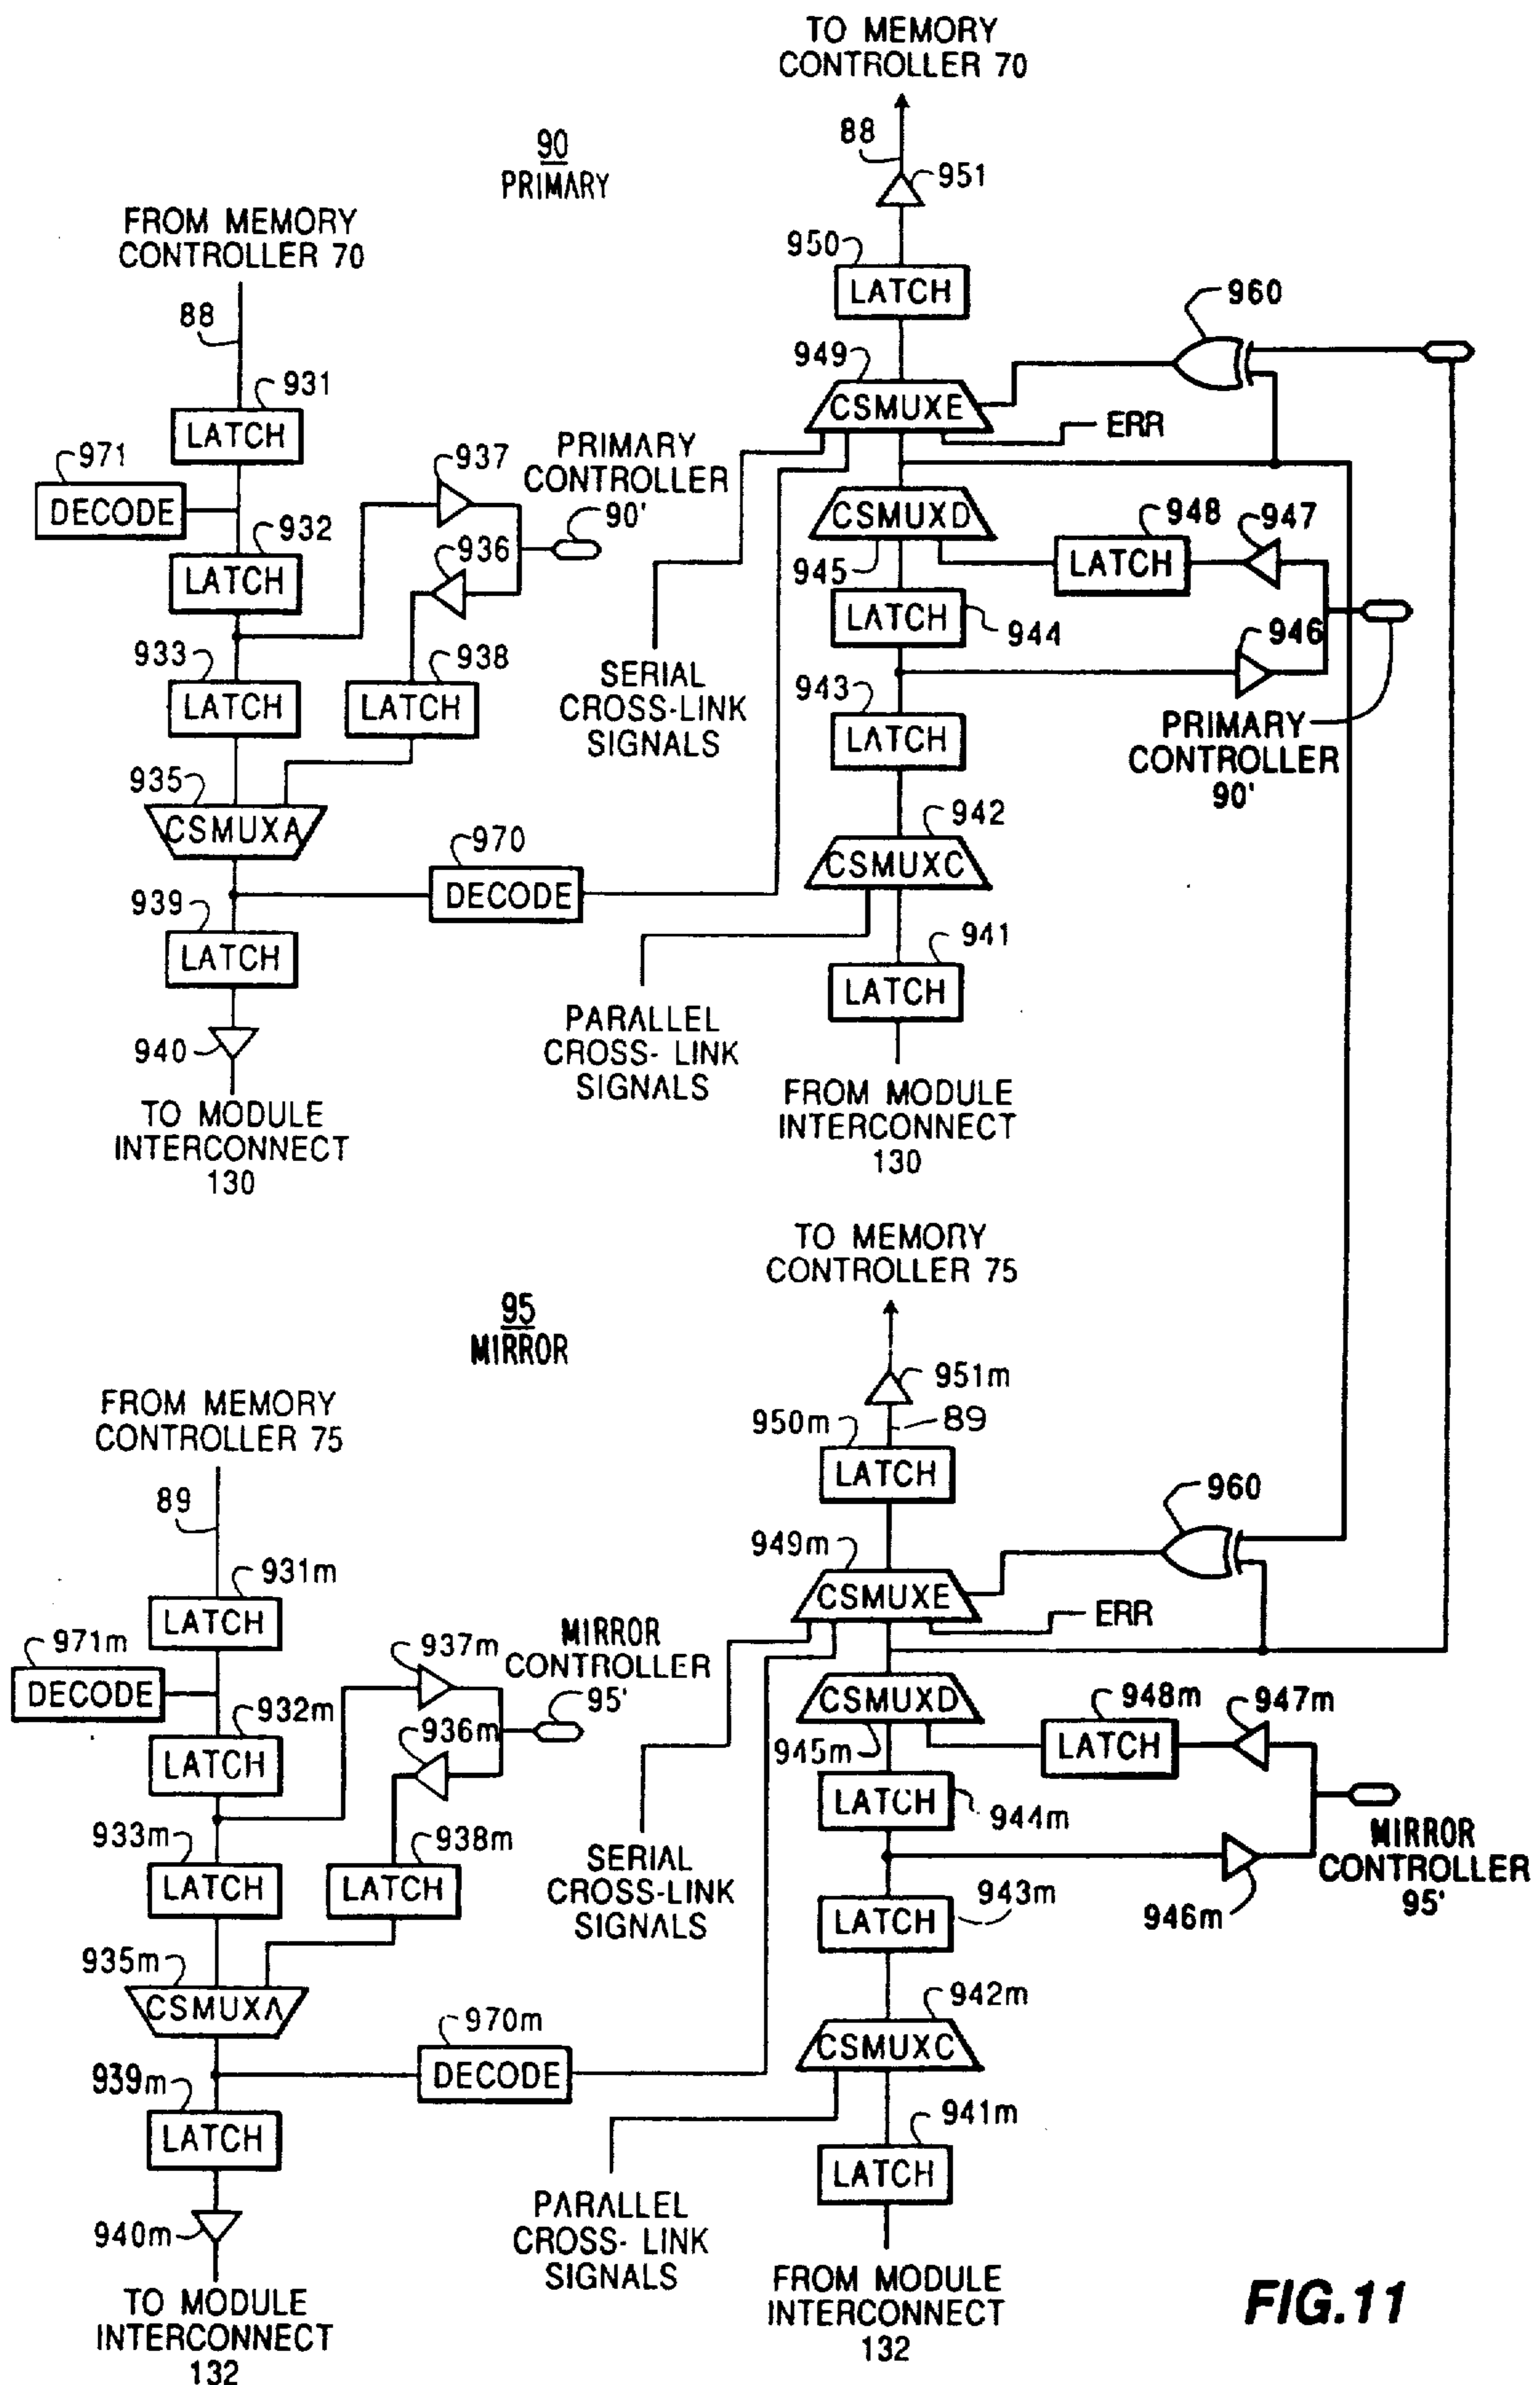 TO MEMORY
CONTROLLER 70
88
951
90
PRIMARY
950
LATCH
FROM MEMORY
CONTROLLER 70
88
960
949
CSMUXE
ERR
931
LATCH
971
DECODE
937
PRIMARY
CONTROLLER
90'
936
932
LATCH
CSMUXD
945
948
LATCH
947
LATCH
944
946
933
LATCH
938
LATCH
SERIAL
CROSS-LINK
SIGNALS
943
LATCH
PRIMARY
CONTROLLER
90'
935
CSMUXA
970
DECODE
942
CSMUXC
939
LATCH
941
LATCH
940
PARALLEL
CROSS- LINK
SIGNALS
TO MODULE
INTERCONNECT
130
FROM MODULE
INTERCONNECT
130
TO MEMORY
CONTROLLER 75
95
MIRROR
951m
89
950m
LATCH
FROM MEMORY
CONTROLLER 75
89
960
949m
CSMUXE
ERR
931m
LATCH
971m
DECODE
937m
MIRROR
CONTROLLER
95'
936m
932m
LATCH
CSMUXD
945m
948m
LATCH
947m
LATCH
944m
946m
933m
LATCH
938m
LATCH
SERIAL
CROSS-LINK
SIGNALS
943m
LATCH
MIRROR
CONTROLLER
95'
935m
CSMUXA
970m
DECODE
942m
CSMUXC
939m
LATCH
941m
LATCH
940m
PARALLEL
CROSS- LINK
SIGNALS
TO MODULE
INTERCONNECT
132
FROM MODULE
INTERCONNECT
132
FIG.11